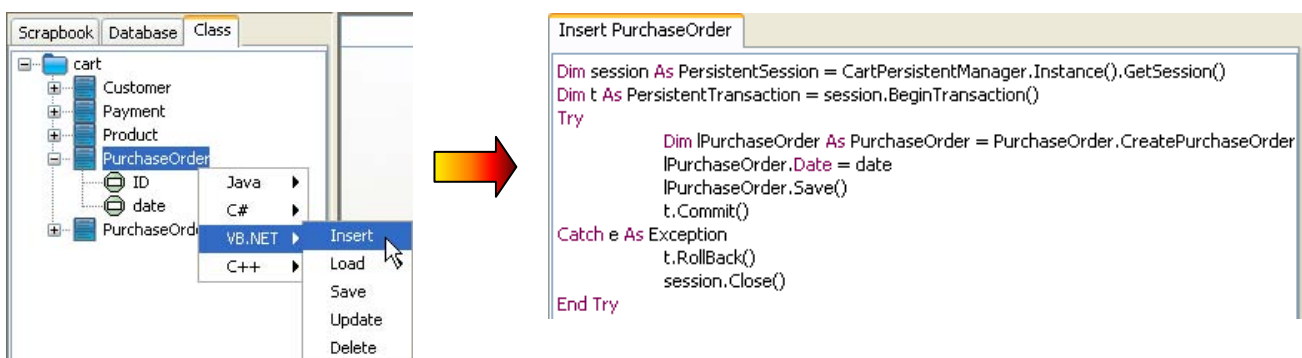 Scrapbook Database Class
cart
Customer
Payment
Product
PurchaseOrder
ID
date
Java
C#
VB.NET
C++
Insert
Load
Save
Update
Delete
Insert PurchaseOrder
Dim session As PersistentSession = CartPersistentManager.Instance().GetSession()
Dim t As PersistentTransaction = session.BeginTransaction()
Try
Dim lPurchaseOrder As PurchaseOrder = PurchaseOrder.CreatePurchaseOrder
lPurchaseOrder.Date = date
lPurchaseOrder.Save()
t.Commit()
Catch e As Exception
t.RollBack()
session.Close()
End Try